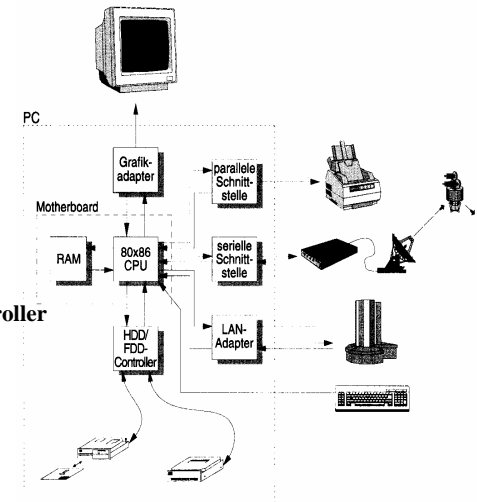 PC
Grafik-
adapter
parallele
Schnitt-
stelle
Motherboard
RAM
80x86
CPU
serielle
Schnitt-
stelle
roller
LAN-
Adapter
HDD/
FDD-
Controller